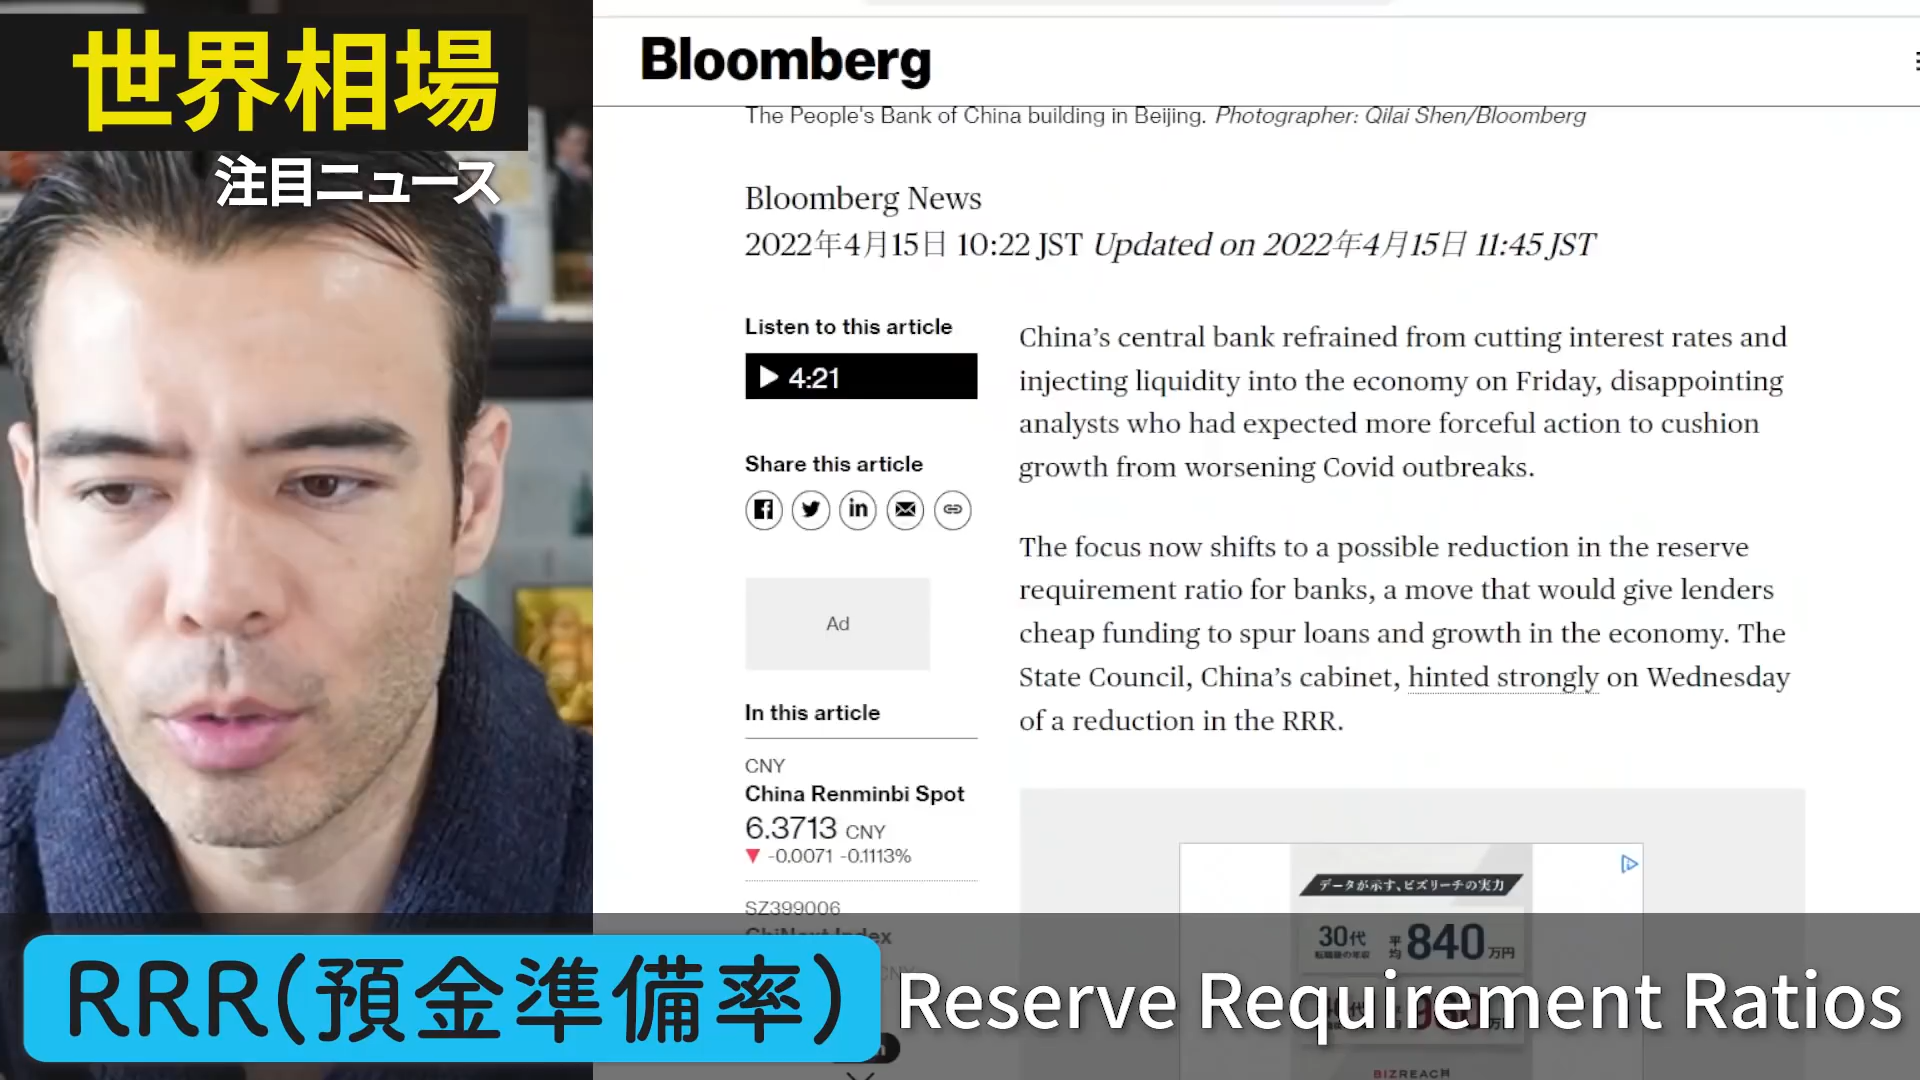 世界相場
注目ニュース
Bloomberg
The People's Bank of China building in Beijing. Photographer: Qilai Shen/Bloomberg
Bloomberg News
2022年4月15日 10:22 JST Updated on 2022年4月15日 11:45 JST
Listen to this article
4:21
Share this article
Ad
In this article
CNY
China Renminbi Spot
6.3713 CNY
▼ -0.0071 -0.1113%
SZ399006
ChiNext Index
CNY
China's central bank refrained from cutting interest rates and
injecting liquidity into the economy on Friday, disappointing
analysts who had expected more forceful action to cushion
growth from worsening Covid outbreaks.
The focus now shifts to a possible reduction in the reserve
requirement ratio for banks, a move that would give lenders
cheap funding to spur loans and growth in the economy. The
State Council, China's cabinet, hinted strongly on Wednesday
of a reduction in the RRR.
データが示す、ビズリーチの実力
30代 平均 840万円
BIZREACH
RRR(預金準備率) Reserve Requirement Ratios